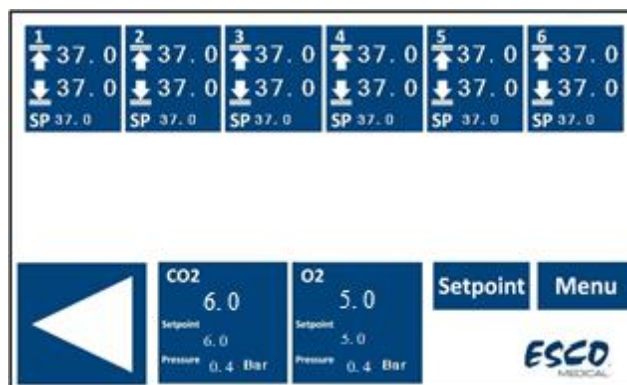 1 2 3 4 5 6
37.0 37.0 37.0 37.0 37.0 37.0
37.0 37.0 37.0 37.0 37.0 37.0
SP 37.0 SP 37.0 SP 37.0 SP 37.0 SP 37.0 SP 37.0
CO2
6.0
Setpoint
6.0
Pressure 0.4 Bar
O2
5.0
Setpoint
5.0
Pressure 0.4 Bar
Setpoint
Menu
ESCO
MEDICAL